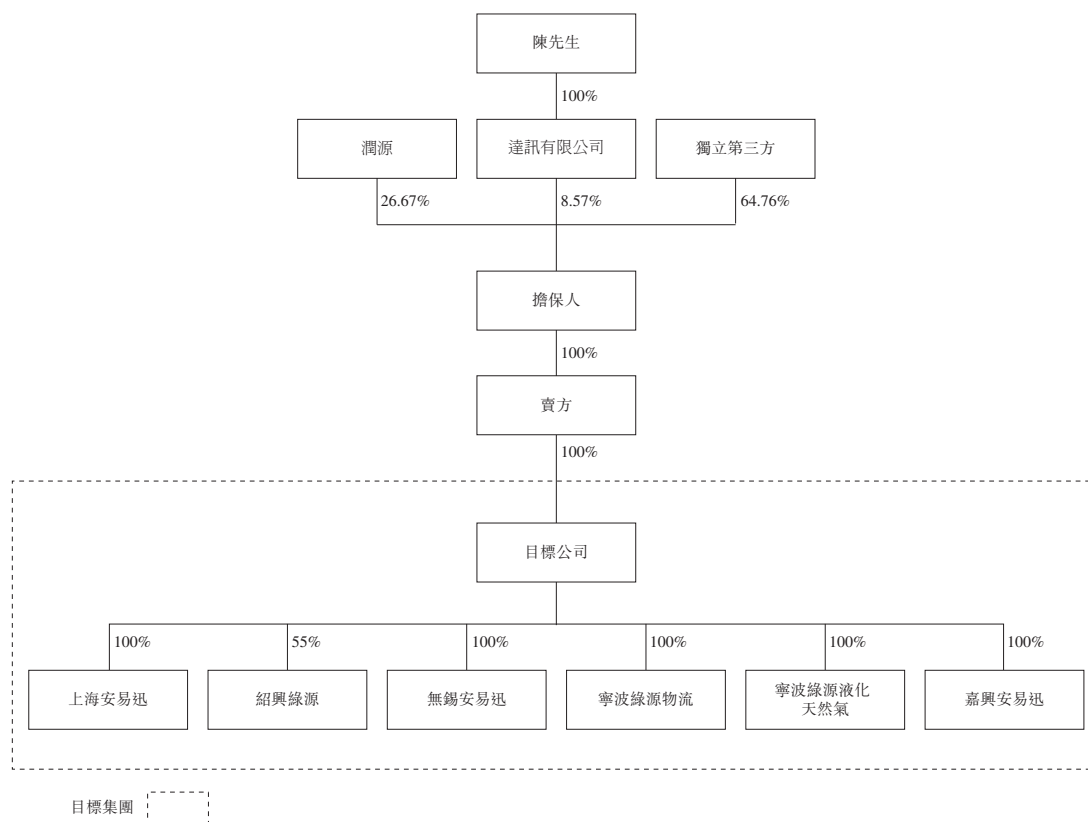 陳先生
100%
潤源
達訊有限公司
獨立第三方
26.67%
8.57%
64.76%
擔保人
100%
賣方
100%
目標公司
100%
55%
100%
100%
100%
100%
上海安易迅
紹興綠源
無錫安易迅
寧波綠源物流
寧波綠源液化
天然氣
嘉興安易迅
目標集團